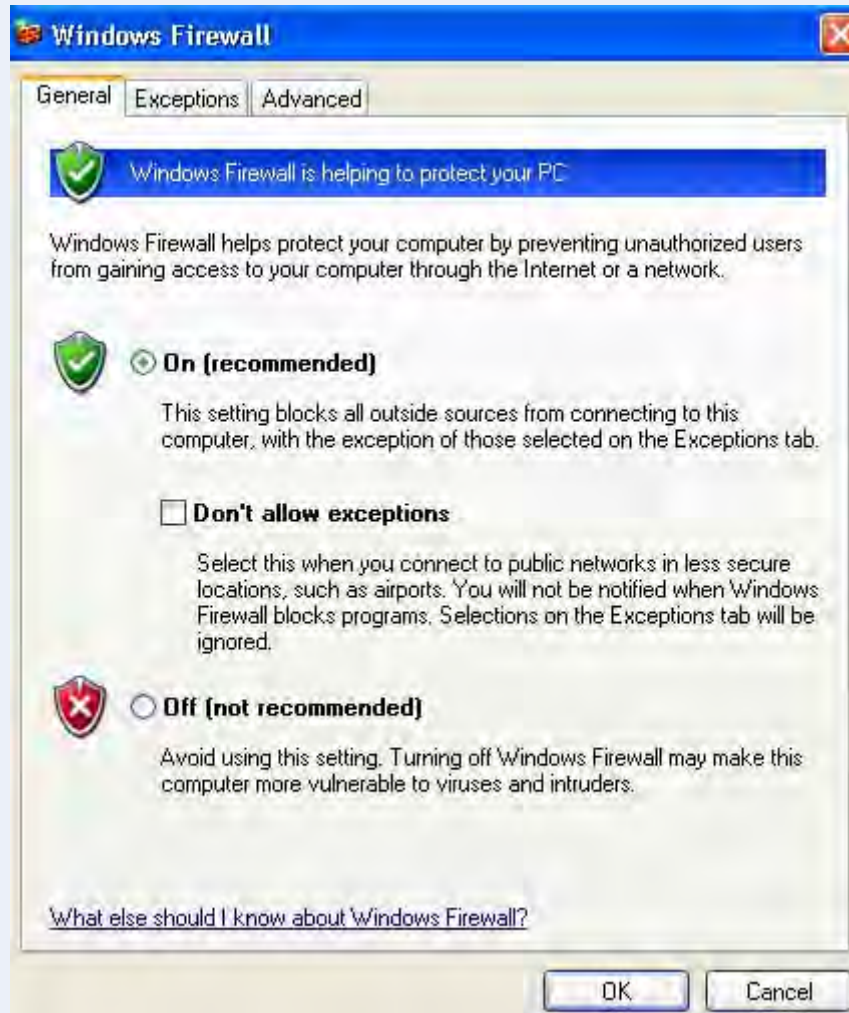 Windows Firewall
General Exceptions Advanced
Windows Firewall is helping to protect your PC
Windows Firewall helps protect your computer by preventing unauthorized users
from gaining access to your computer through the Internet or a network.
On (recommended)
This setting blocks all outside sources from connecting to this
computer, with the exception of those selected on the Exceptions tab.
Don't allow exceptions
Select this when you connect to public networks in less secure
locations, such as airports. You will not be notified when Windows
Firewall blocks programs. Selections on the Exceptions tab will be
ignored.
Off (not recommended)
Avoid using this setting. Turning off Windows Firewall may make this
computer more vulnerable to viruses and intruders.
What else should I know about Windows Firewall?
OK Cancel